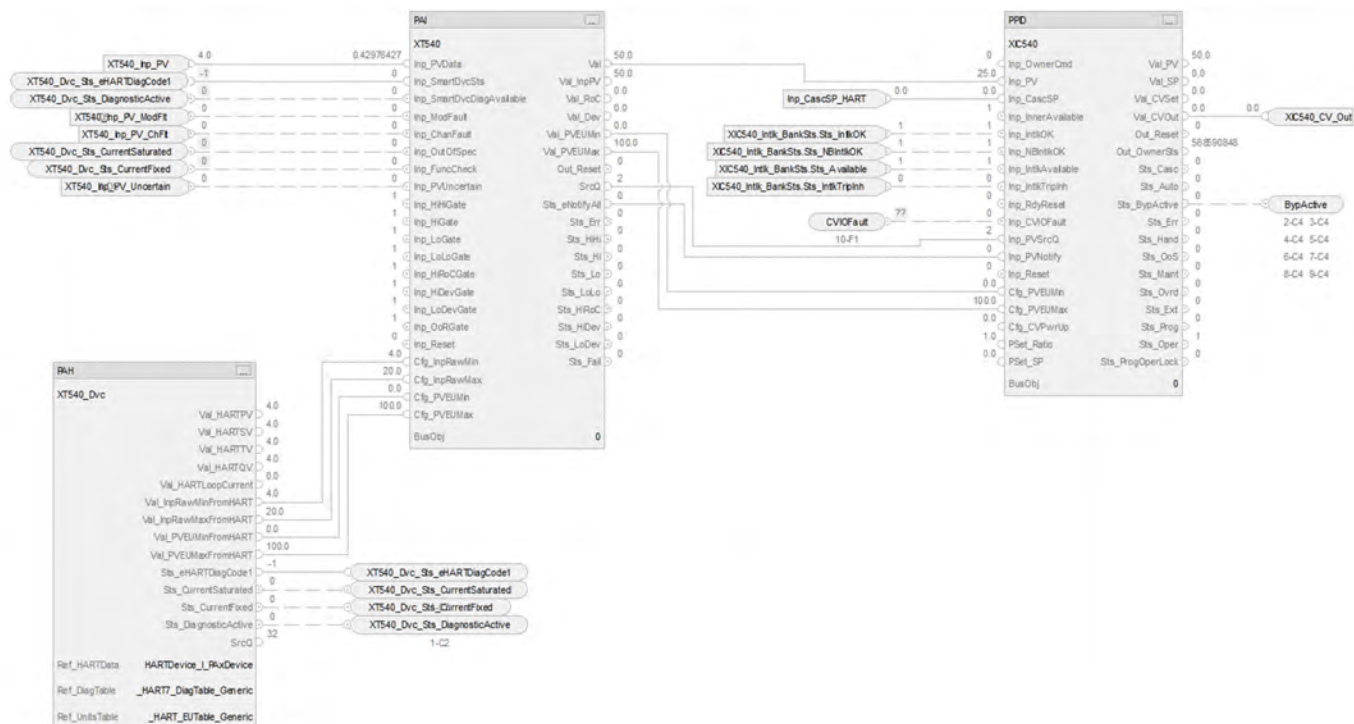 PAI
...
XT540
Inp_PVData
Val
Inp_SmartDvcSts
Val_InpPV
Inp_SmartDvcDiagAvailable
Val_RoC
Inp_ModFault
Val_Dev
Inp_ChanFault
Val_PVEUMin
Inp_OutOfSpec
Val_PVEUMax
Inp_FuncCheck
Out_Reset
Inp_PVUncertain
SrcQ
Inp_HiHiGate
Sts_eNotifyAll
Inp_HiGate
Sts_Err
Inp_LoGate
Sts_HiHi
Inp_LoLoGate
Sts_Hi
Inp_HiRoCGate
Sts_Lo
Inp_HiDevGate
Sts_LoLo
Inp_LoDevGate
Sts_HiRoC
Inp_OoRGate
Sts_HiDev
Inp_Reset
Sts_LoDev
Cfg_InpRawMin
Sts_Fail
Cfg_InpRawMax
Cfg_PVEUMin
Cfg_PVEUMax
BusObj
0
XT540_Inp_PV
4.0
0.42976427
XT540_Dvc_Sts_eHARTDiagCode1
-1
0
XT540_Dvc_Sts_DiagnosticActive
0
0
XT540_Inp_PV_ModFlt
0
0
XT540_Inp_PV_ChFlt
0
0
XT540_Dvc_Sts_CurrentSaturated
0
0
XT540_Dvc_Sts_CurrentFixed
0
0
XT540_Inp_PV_Uncertain
0
0
1
1
1
1
1
1
1
1
0
4.0
20.0
0.0
100.0
50.0
50.0
0.0
0.0
0.0
100.0
0
2
0
0
0
0
0
0
0
0
0
0
PPID
...
XIC540
Inp_OwnerCmd
Val_PV
Inp_PV
Val_SP
Inp_CascSP
Val_CVSet
Inp_InnerAvailable
Val_CVOut
Inp_IntlkOK
Out_Reset
Inp_NBIntlkOK
Out_OwnerSts
Inp_IntlkAvailable
Sts_Casc
Inp_IntlkTripInh
Sts_Auto
Inp_RdyReset
Sts_BypActive
Inp_CVIOFault
Sts_Err
Inp_PVSrcQ
Sts_Hand
Inp_PVNotify
Sts_OoS
Inp_Reset
Sts_Maint
Cfg_PVEUMin
Sts_Ovrd
Cfg_PVEUMax
Sts_Ext
Cfg_CVPwrUp
Sts_Prog
PSet_Ratio
Sts_Oper
PSet_SP
Sts_ProgOperLock
BusObj
0
0
25.0
Inp_CascSP_HART
0.0
0.0
1
XIC540_Intlk_BankSts.Sts_IntlkOK
1
1
XIC540_Intlk_BankSts.Sts_NBIntlkOK
1
1
XIC540_Intlk_BankSts.Sts_Available
1
1
XIC540_Intlk_BankSts.Sts_IntlkTripInh
0
0
0
CVIOFault
??
0
10-F1
2
0
0
0.0
100.0
0.0
1.0
0.0
50.0
0.0
0.0
0.0
0.0
XIC540_CV_Out
0
568590848
0
0
0
BypActive
2-C4 3-C4
4-C4 5-C4
6-C4 7-C4
8-C4 9-C4
0
0
0
0
0
0
0
1
0
PAH
...
XT540_Dvc
Val_HARTPV
4.0
Val_HARTSV
4.0
Val_HARTTV
4.0
Val_HARTQV
4.0
Val_HARTLoopCurrent
0.0
Val_InpRawMinFromHART
4.0
Val_InpRawMaxFromHART
20.0
Val_PVEUMinFromHART
0.0
Val_PVEUMaxFromHART
100.0
Sts_eHARTDiagCode1
-1
XT540_Dvc_Sts_eHARTDiagCode1
Sts_CurrentSaturated
0
XT540_Dvc_Sts_CurrentSaturated
Sts_CurrentFixed
0
XT540_Dvc_Sts_CurrentFixed
Sts_DiagnosticActive
0
XT540_Dvc_Sts_DiagnosticActive
SrcQ
32
1-C2
Ref_HARTData
HARTDevice_I_PAxDevice
Ref_DiagTable
_HART7_DiagTable_Generic
Ref_UnitsTable
_HART_EUTable_Generic